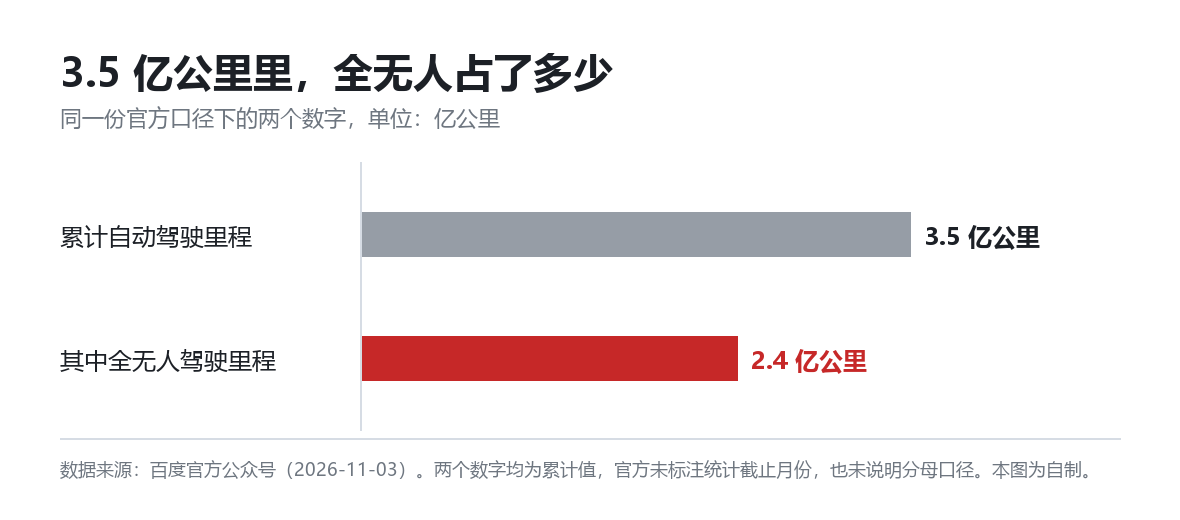 3.5 亿公里里，全无人占了多少
同一份官方口径下的两个数字，单位：亿公里
累计自动驾驶里程
3.5 亿公里
其中全无人驾驶里程
2.4 亿公里
数据来源：百度官方公众号（2026-11-03）。两个数字均为累计值，官方未标注统计截止月份，也未说明分母口径。本图为自制。